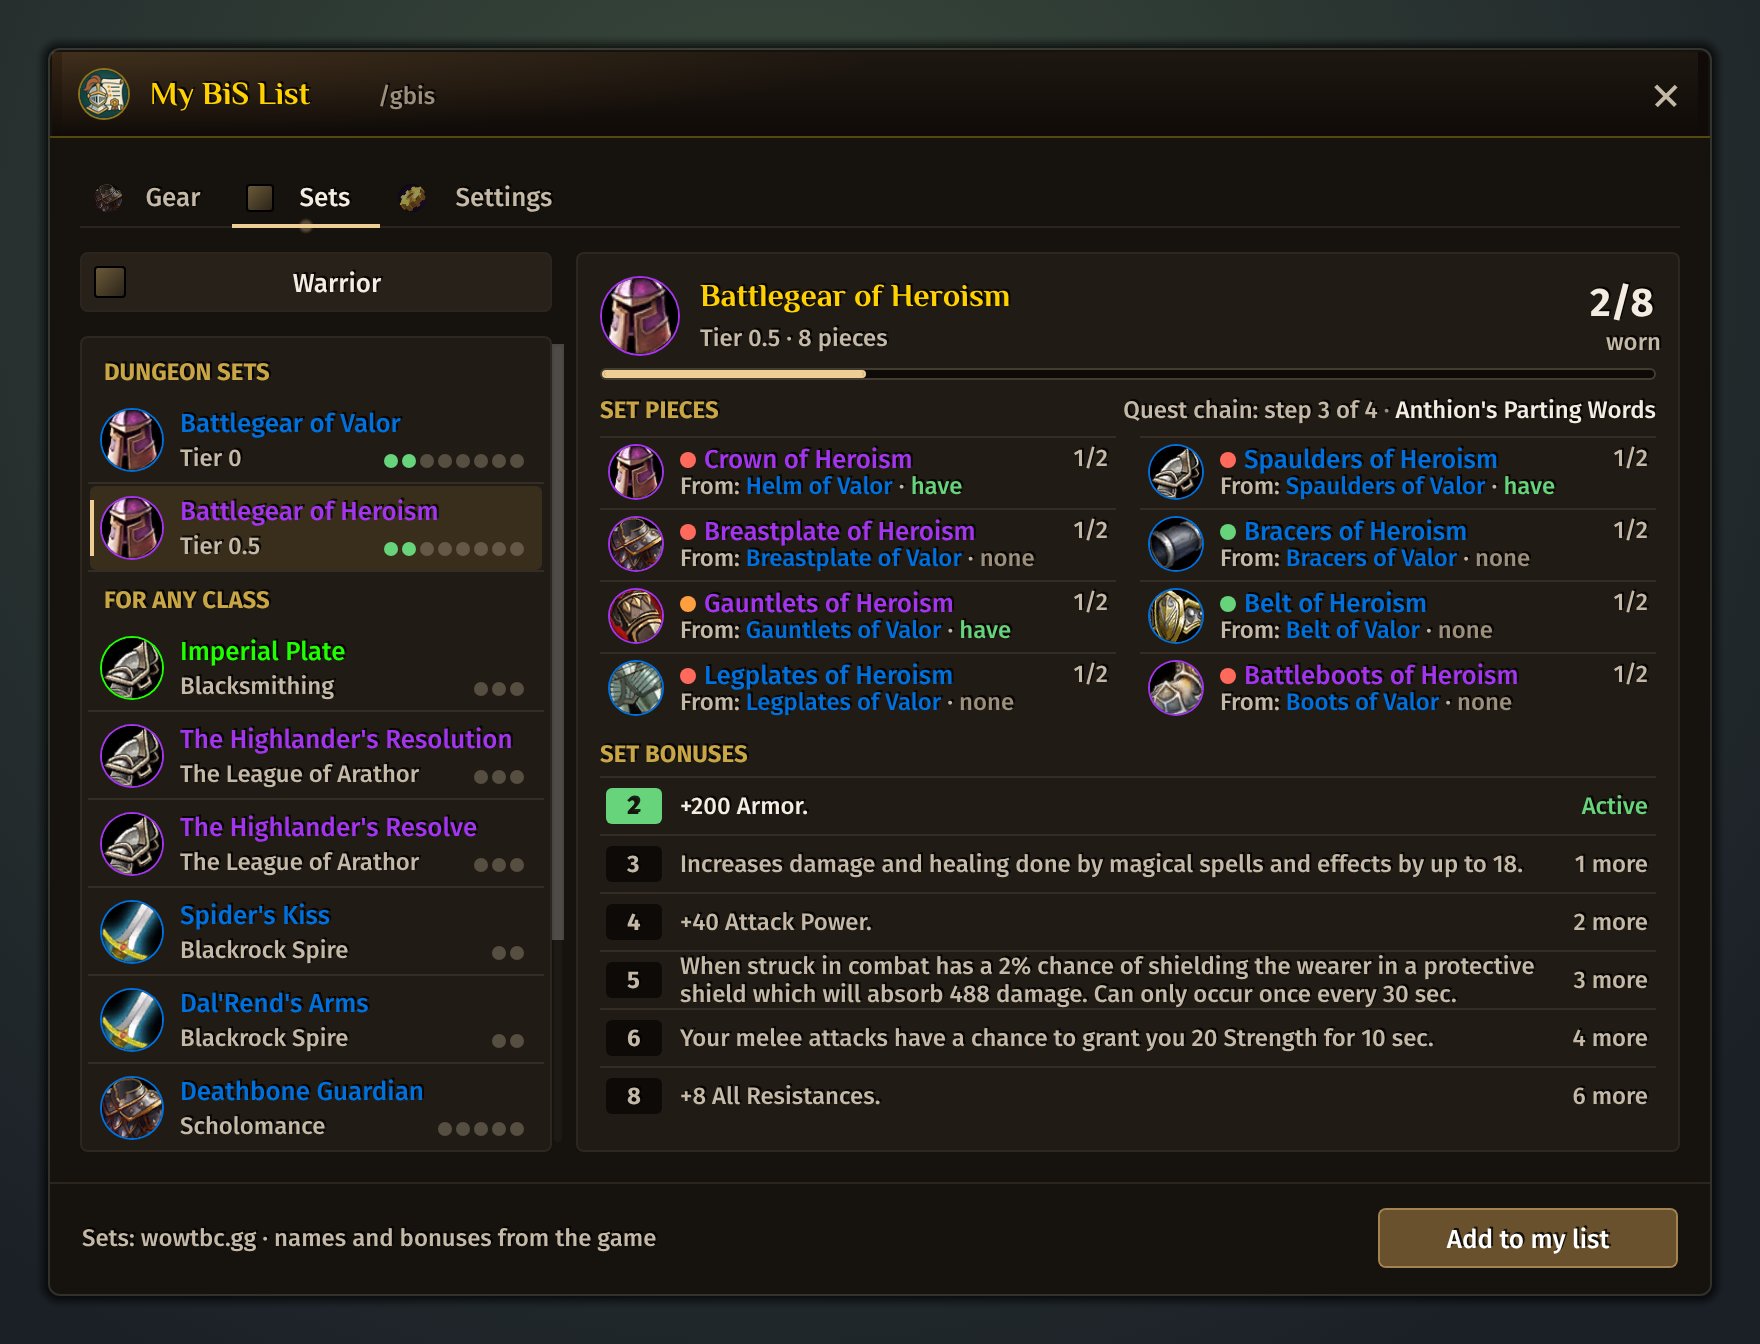 My BiS List /gbis
Gear Sets Settings
Warrior
DUNGEON SETS
Battlegear of Valor
Tier 0
Battlegear of Heroism
Tier 0.5
FOR ANY CLASS
Imperial Plate
Blacksmithing
The Highlander's Resolution
The League of Arathor
The Highlander's Resolve
The League of Arathor
Spider's Kiss
Blackrock Spire
Dal'Rend's Arms
Blackrock Spire
Deathbone Guardian
Scholomance
Battlegear of Heroism
Tier 0.5 · 8 pieces
2/8
worn
SET PIECES
Quest chain: step 3 of 4 · Anthion's Parting Words
Crown of Heroism 1/2
From: Helm of Valor · have
Spaulders of Heroism 1/2
From: Spaulders of Valor · have
Breastplate of Heroism 1/2
From: Breastplate of Valor · none
Bracers of Heroism 1/2
From: Bracers of Valor · none
Gauntlets of Heroism 1/2
From: Gauntlets of Valor · have
Belt of Heroism 1/2
From: Belt of Valor · none
Legplates of Heroism 1/2
From: Legplates of Valor · none
Battleboots of Heroism 1/2
From: Boots of Valor · none
SET BONUSES
2 +200 Armor. Active
3 Increases damage and healing done by magical spells and effects by up to 18. 1 more
4 +40 Attack Power. 2 more
5 When struck in combat has a 2% chance of shielding the wearer in a protective
shield which will absorb 488 damage. Can only occur once every 30 sec. 3 more
6 Your melee attacks have a chance to grant you 20 Strength for 10 sec. 4 more
8 +8 All Resistances. 6 more
Sets: wowtbc.gg · names and bonuses from the game
Add to my list